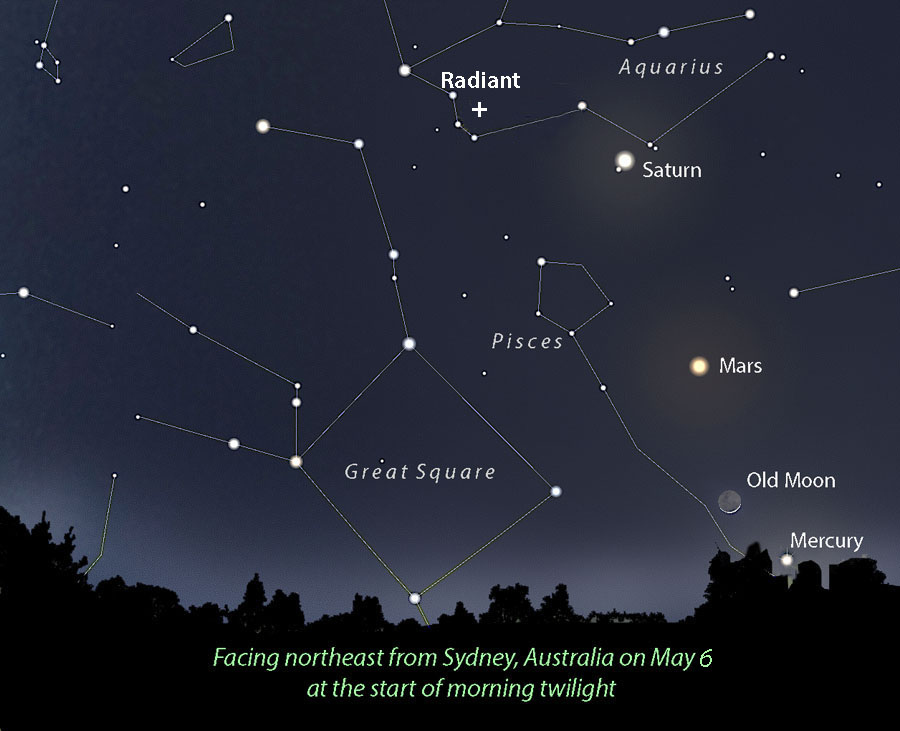 Aquarius
Radiant
Saturn
Pisces
Mars
Great Square
Old Moon
Mercury
Facing northeast from Sydney, Australia on May 6
at the start of morning twilight